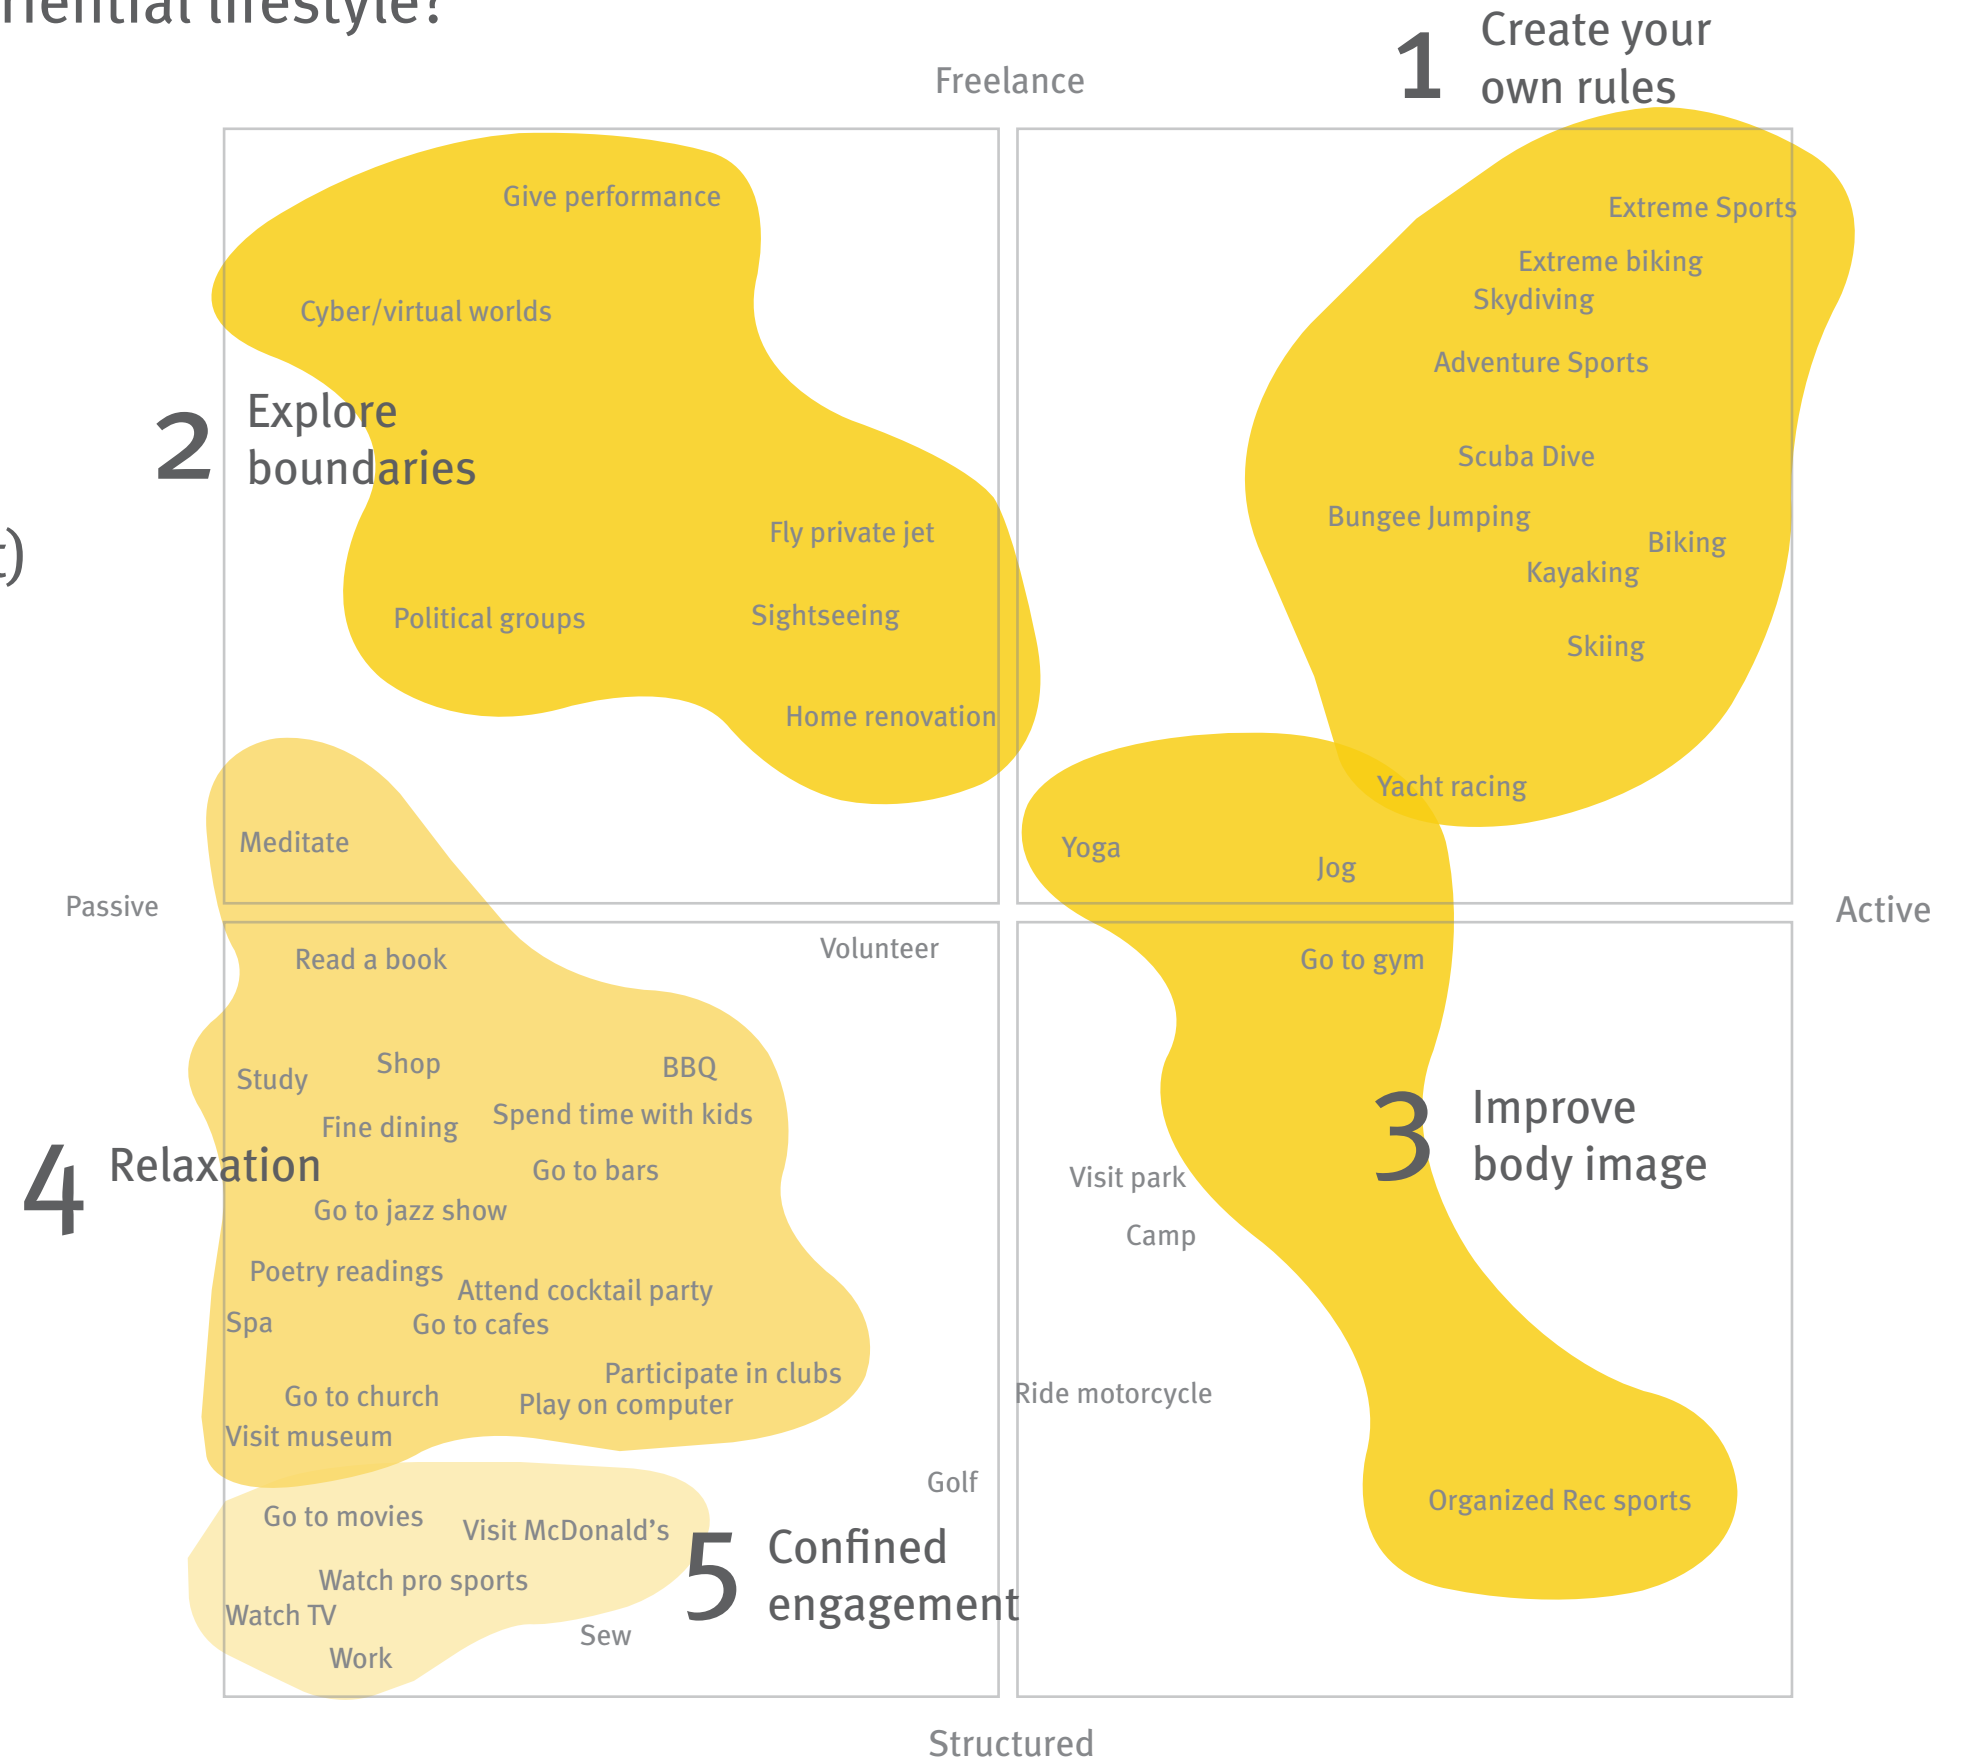 lifestyle?
1
Create your
own rules
Freelance
Give performance
Extreme Sports
Extreme biking
Skydiving
Cyber/virtual worlds
Adventure Sports
2
Explore
boundaries
Scuba Dive
Bungee Jumping
Fly private jet
Biking
Kayaking
Political groups
Sightseeing
Skiing
Home renovation
Yacht racing
Meditate
Yoga
Jog
Passive
Active
Volunteer
Read a book
Go to gym
Study
Shop
BBQ
Spend time with kids
Fine dining
3
Improve
body image
4
Relaxation
Go to bars
Visit park
Go to jazz show
Camp
Poetry readings
Attend cocktail party
Spa
Go to cafes
Participate in clubs
Go to church
Play on computer
Ride motorcycle
Visit museum
Golf
Organized Rec sports
Go to movies
Visit McDonald’s
5
Confined
engagement
Watch pro sports
Watch TV
Sew
Work
Structured